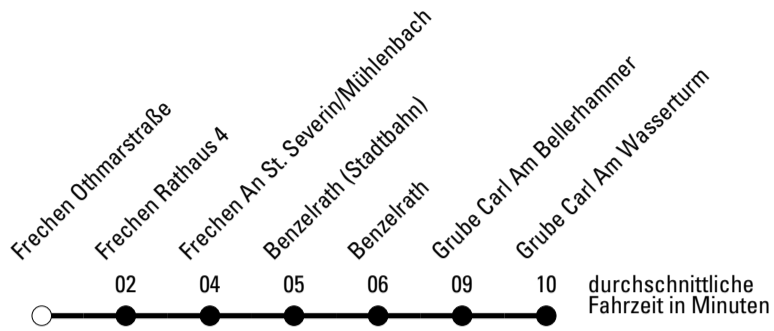 Frechen Othmarstraße
Frechen Rathaus 4
Frechen An St. Severin/Mühlenbach
Benzelrath (Stadtbahn)
Benzelrath
Grube Carl Am Bellerhammer
Grube Carl Am Wasserturm
02 04 05 06 09 10
durchschnittliche
Fahrzeit in Minuten